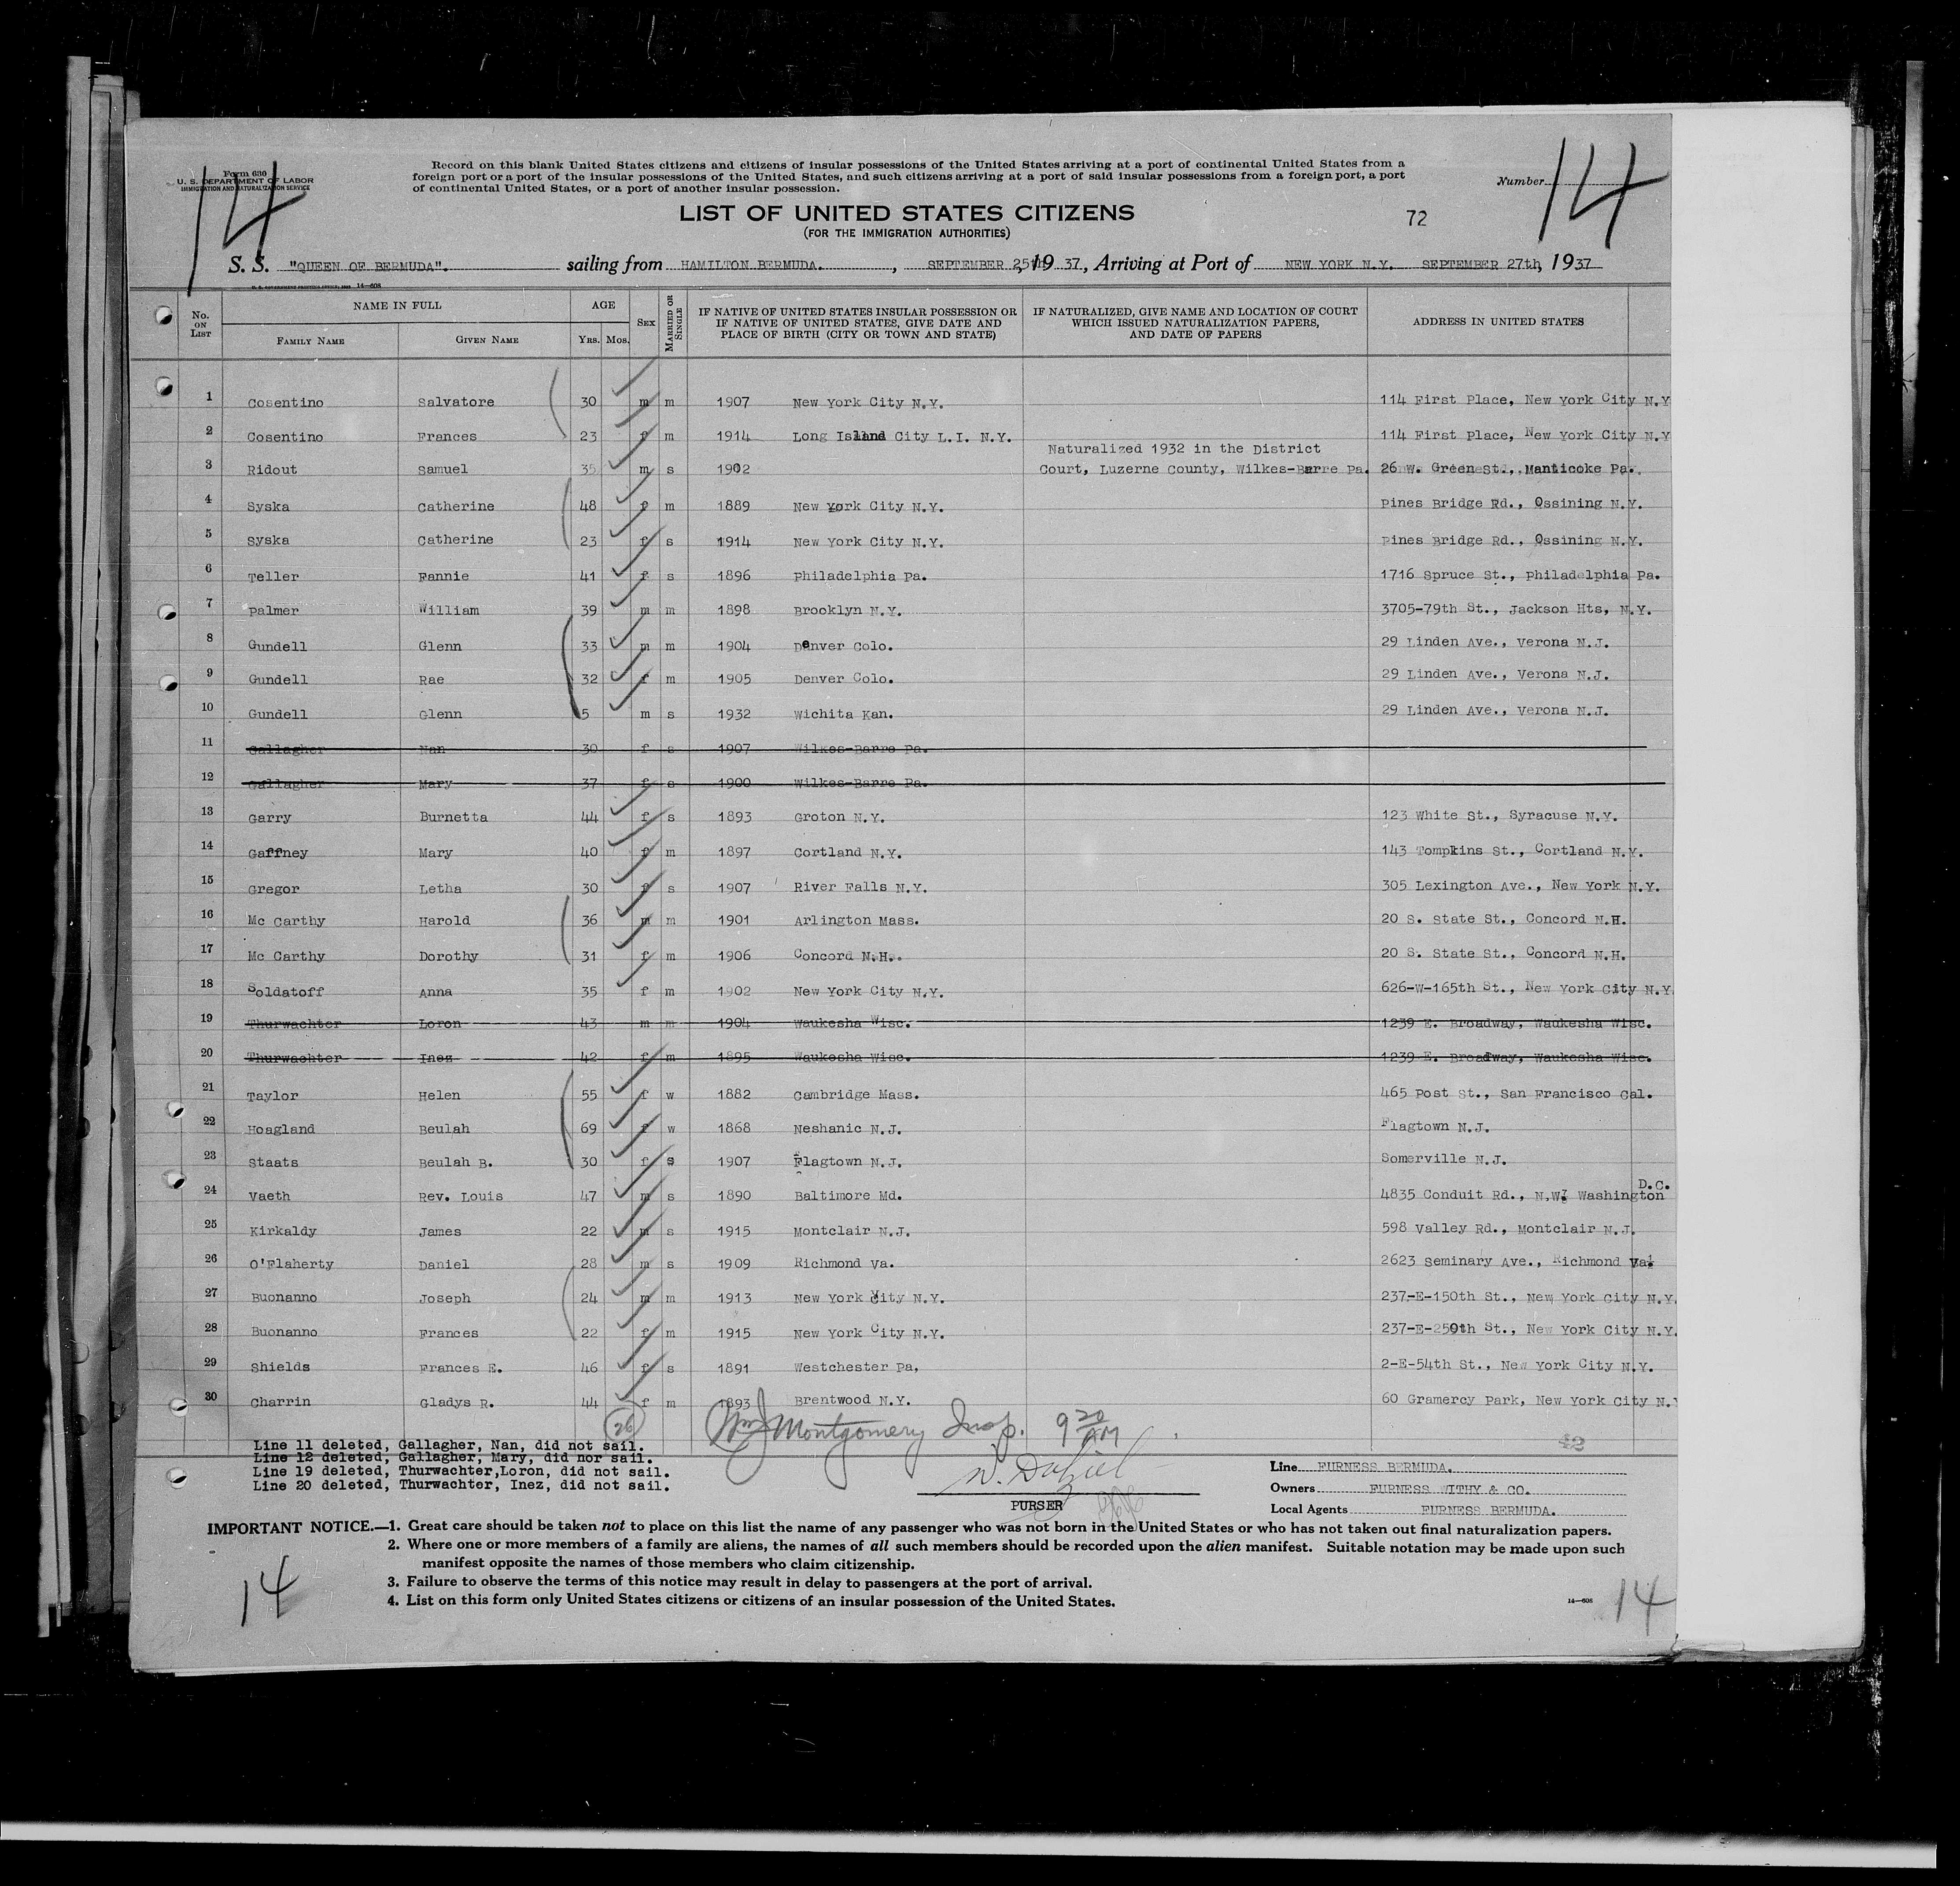 14
Form 630
U. S. DEPARTMENT OF LABOR
IMMIGRATION AND NATURALIZATION SERVICE
Record on this blank United States citizens and citizens of insular possessions of the United States arriving at a port of continental United States from a
foreign port or a port of the insular possessions of the United States, and such citizens arriving at a port of said insular possessions from a foreign port, a port
of continental United States, or a port of another insular possession.
Number 14
LIST OF UNITED STATES CITIZENS
(FOR THE IMMIGRATION AUTHORITIES)
72
S. S. "QUEEN OF BERMUDA". sailing from HAMILTON BERMUDA. , SEPTEMBER 25th, 19 37, Arriving at Port of NEW YORK N.Y. SEPTEMBER 27th, 1937
U. S. GOVERNMENT PRINTING OFFICE 14—608
No. ON LIST NAME IN FULL FAMILY NAME GIVEN NAME AGE YRS. MOS. SEX MARRIED OR SINGLE
IF NATIVE OF UNITED STATES INSULAR POSSESSION OR IF NATIVE OF UNITED STATES, GIVE DATE AND PLACE OF BIRTH (CITY OR TOWN AND STATE)
IF NATURALIZED, GIVE NAME AND LOCATION OF COURT WHICH ISSUED NATURALIZATION PAPERS, AND DATE OF PAPERS
ADDRESS IN UNITED STATES
1 Cosentino Salvatore 30 m m 1907 New York City N.Y. 114 First Place, New York City N.Y
2 Cosentino Frances 23 f m 1914 Long Island City L.I. N.Y. 114 First Place, New York City N.Y
Naturalized 1932 in the District
3 Ridout Samuel 35 m s 1902 Court, Luzerne County, Wilkes-Barre Pa. 26 W. Green St., Nanticoke Pa.
4 Syska Catherine 48 f m 1889 New York City N.Y. Pines Bridge Rd., Ossining N.Y.
5 Syska Catherine 23 f s 1914 New York City N.Y. Pines Bridge Rd., Ossining N.Y.
6 Teller Fannie 41 f s 1896 Philadelphia Pa. 1716 Spruce St., Philadelphia Pa.
7 Palmer William 39 m m 1898 Brooklyn N.Y. 3705-79th St., Jackson Hts, N.Y.
8 Gundell Glenn 33 m m 1904 Denver Colo. 29 Linden Ave., Verona N.J.
9 Gundell Rae 32 f m 1905 Denver Colo. 29 Linden Ave., Verona N.J.
10 Gundell Glenn 5 m s 1932 Wichita Kan. 29 Linden Ave., Verona N.J.
11 Gallagher Nan 30 f s 1907 Wilkes-Barre Pa.
12 Gallagher Mary 37 f s 1900 Wilkes-Barre Pa.
13 Garry Burnetta 44 f s 1893 Groton N.Y. 123 White St., Syracuse N.Y.
14 Gaffney Mary 40 f m 1897 Cortland N.Y. 143 Tompkins St., Cortland N.Y.
15 Gregor Letha 30 f s 1907 River Falls N.Y. 305 Lexington Ave., New York N.Y.
16 Mc Carthy Harold 36 m m 1901 Arlington Mass. 20 S. State St., Concord N.H.
17 Mc Carthy Dorothy 31 f m 1906 Concord N.H. 20 S. State St., Concord N.H.
18 Soldatoff Anna 35 f m 1902 New York City N.Y. 626-W-165th St., New York City N.Y
19 Thurwachter Loron 43 m m 1904 Waukesha Wisc. 1239 E. Broadway, Waukesha Wisc.
20 Thurwachter Inez 42 f m 1895 Waukesha Wisc. 1239 E. Broadway, Waukesha Wisc.
21 Taylor Helen 55 f w 1882 Cambridge Mass. 465 Post St., San Francisco Cal.
22 Hoagland Beulah 69 f w 1868 Neshanic N.J. Flagtown N.J.
23 Staats Beulah B. 30 f s 1907 Flagtown N.J. Somerville N.J.
24 Vaeth Rev. Louis 47 m s 1890 Baltimore Md. 4835 Conduit Rd., N.W. Washington D.C.
25 Kirkaldy James 22 m s 1915 Montclair N.J. 598 Valley Rd., Montclair N.J.
26 O'Flaherty Daniel 28 m s 1909 Richmond Va. 2623 Seminary Ave., Richmond Va.
27 Buonanno Joseph 24 m m 1913 New York City N.Y. 237-E-150th St., New York City N.Y.
28 Buonanno Frances 22 f m 1915 New York City N.Y. 237-E-250th St., New York City N.Y.
29 Shields Frances E. 46 f s 1891 Westchester Pa, 2-E-54th St., New York City N.Y.
30 Charrin Gladys R. 44 f m 1893 Brentwood N.Y. 60 Gramercy Park, New York City N.Y
26 Wm J Montgomery Insp. 9 20 AM
42
Line 11 deleted, Gallagher, Nan, did not sail.
Line 12 deleted, Gallagher, Mary, did nor sail.
Line 19 deleted, Thurwachter,Loron, did not sail.
Line 20 deleted, Thurwachter, Inez, did not sail.
PURSER
Line FURNESS BERMUDA.
Owners FURNESS WITHY & CO.
Local Agents FURNESS BERMUDA.
IMPORTANT NOTICE.—1. Great care should be taken not to place on this list the name of any passenger who was not born in the United States or who has not taken out final naturalization papers.
2. Where one or more members of a family are aliens, the names of all such members should be recorded upon the alien manifest. Suitable notation may be made upon such
manifest opposite the names of those members who claim citizenship.
3. Failure to observe the terms of this notice may result in delay to passengers at the port of arrival.
4. List on this form only United States citizens or citizens of an insular possession of the United States.
14
14—608
14